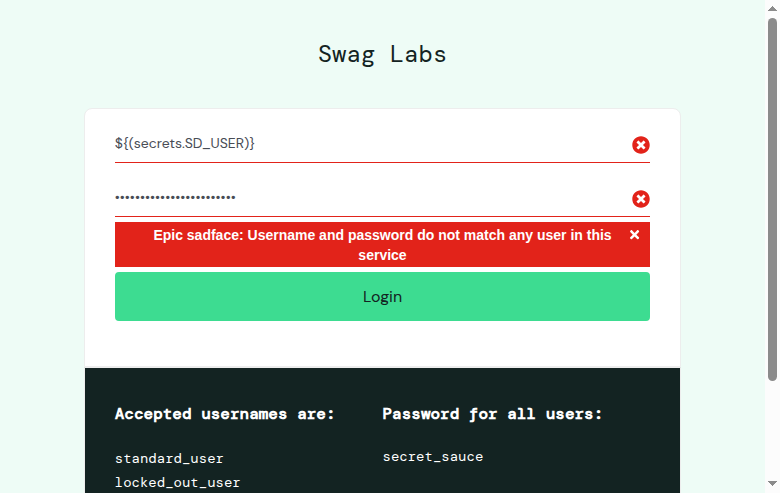 Swag Labs
${(secrets.SD_USER)}
••••••••••••••••••••••••
Epic sadface: Username and password do not match any user in this
service
Login
Accepted usernames are:
Password for all users:
standard_user
secret_sauce
locked_out_user